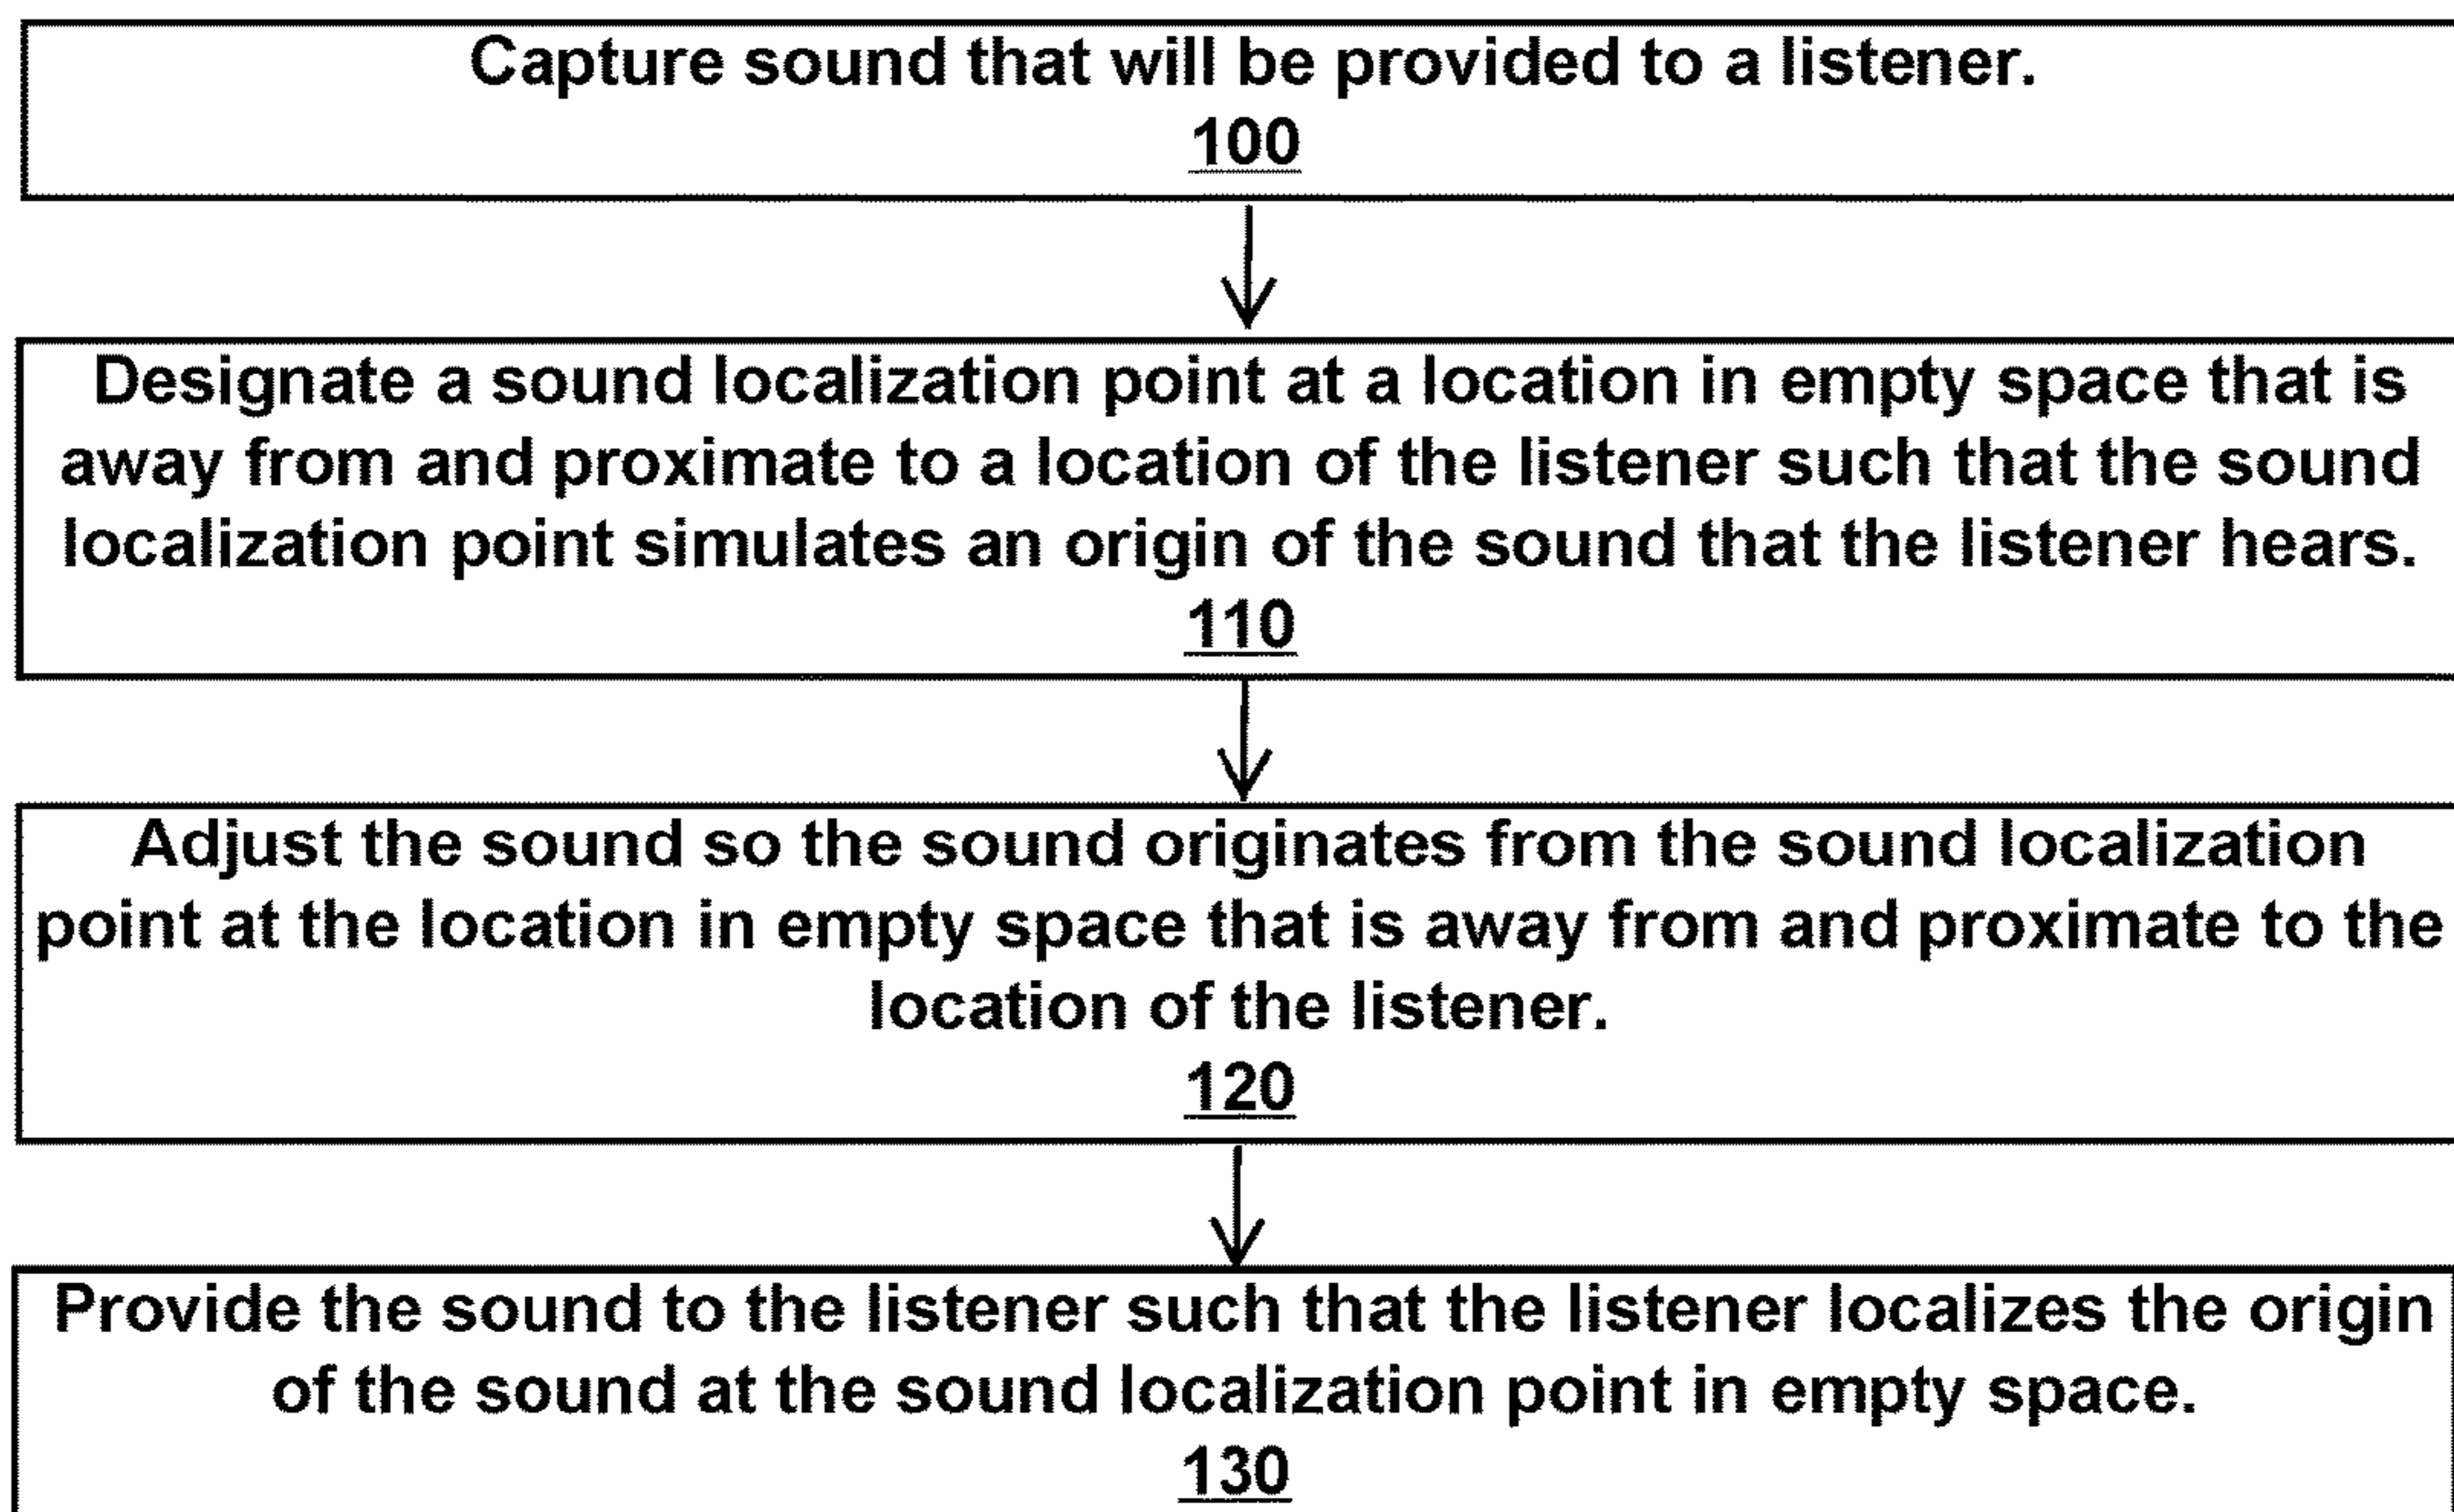 Capture sound that will be provided to a listener.
100
Designate a sound localization point at a location in empty space that is
away from and proximate to a location of the listener such that the sound
localization point simulates an origin of the sound that the listener hears.
110
Adjust the sound so the sound originates from the sound localization
point at the location in empty space that is away from and proximate to the
location of the listener.
120
Provide the sound to the listener such that the listener localizes the origin
of the sound at the sound localization point in empty space.
130